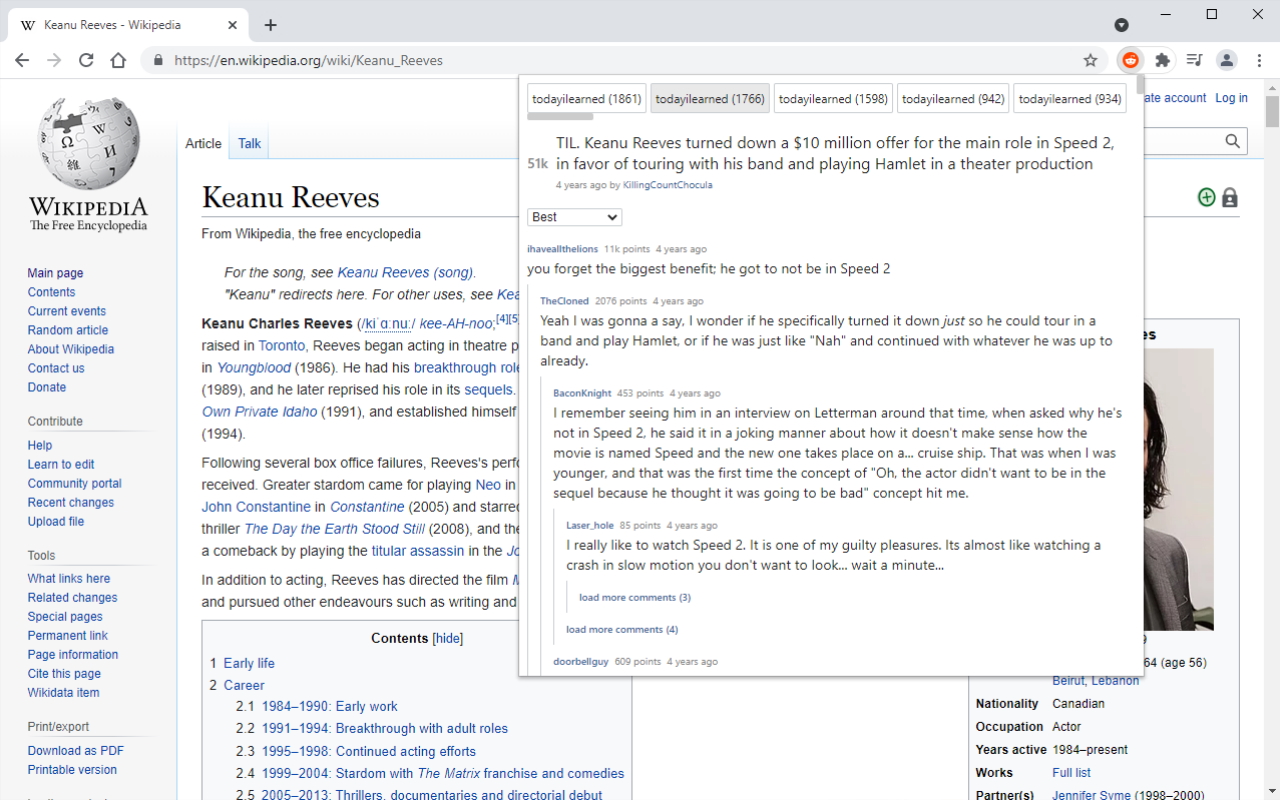 Keanu Reeves - Wikipedia
https://en.wikipedia.org/wiki/Keanu_Reeves
WIKIPEDIA
The Free Encyclopedia
Main page
Contents
Current events
Random article
About Wikipedia
Contact us
Donate
Contribute
Help
Learn to edit
Community portal
Recent changes
Upload file
Tools
What links here
Related changes
Special pages
Permanent link
Page information
Cite this page
Wikidata item
Print/export
Download as PDF
Printable version
Article Talk
Keanu Reeves
From Wikipedia, the free encyclopedia
For the song, see Keanu Reeves (song).
"Keanu" redirects here. For other uses, see Kea
Keanu Charles Reeves (/kiˈɑːnuː/ kee-AH-noo;[4][5]
raised in Toronto, Reeves began acting in theatre p
in Youngblood (1986). He had his breakthrough role
(1989), and he later reprised his role in its sequels.
Own Private Idaho (1991), and established himself
(1994).
Following several box office failures, Reeves's perfo
received. Greater stardom came for playing Neo in
John Constantine in Constantine (2005) and starred
thriller The Day the Earth Stood Still (2008), and the
a comeback by playing the titular assassin in the Jo
In addition to acting, Reeves has directed the film M
and pursued other endeavours such as writing and
Contents [hide]
1 Early life
2 Career
2.1 1984–1990: Early work
2.2 1991–1994: Breakthrough with adult roles
2.3 1995–1998: Continued acting efforts
2.4 1999–2004: Stardom with The Matrix franchise and comedies
2.5 2005–2013: Thrillers, documentaries and directorial debut
todayilearned (1861) todayilearned (1766) todayilearned (1598) todayilearned (942) todayilearned (934)
51k
TIL. Keanu Reeves turned down a $10 million offer for the main role in Speed 2,
in favor of touring with his band and playing Hamlet in a theater production
4 years ago by KillingCountChocula
Best
ihaveallthelions 11k points 4 years ago
you forget the biggest benefit; he got to not be in Speed 2
TheCloned 2076 points 4 years ago
Yeah I was gonna a say, I wonder if he specifically turned it down just so he could tour in a
band and play Hamlet, or if he was just like "Nah" and continued with whatever he was up to
already.
BaconKnight 453 points 4 years ago
I remember seeing him in an interview on Letterman around that time, when asked why he's
not in Speed 2, he said it in a joking manner about how it doesn't make sense how the
movie is named Speed and the new one takes place on a... cruise ship. That was when I was
younger, and that was the first time the concept of "Oh, the actor didn't want to be in the
sequel because he thought it was going to be bad" concept hit me.
Laser_hole 85 points 4 years ago
I really like to watch Speed 2. It is one of my guilty pleasures. Its almost like watching a
crash in slow motion you don't want to look... wait a minute...
load more comments (3)
load more comments (4)
doorbellguy 609 points 4 years ago
ate account Log in
es
9
64 (age 56)
Beirut, Lebanon
Nationality Canadian
Occupation Actor
Years active 1984–present
Works Full list
Partner(s) Jennifer Syme (1998–2000)